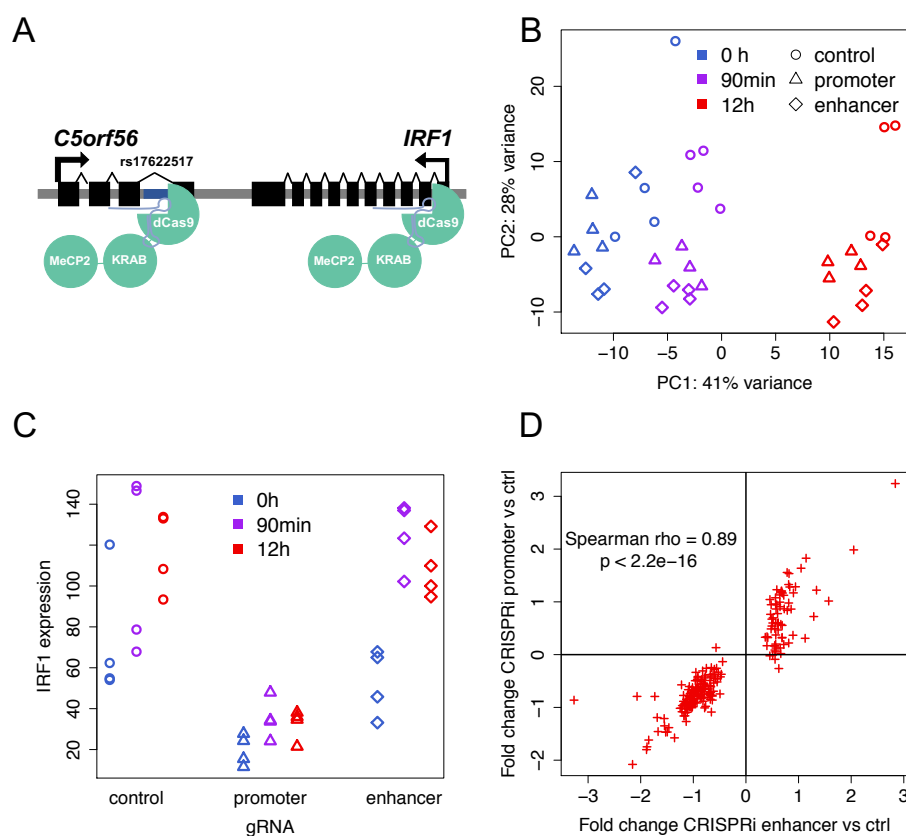 A
C5orf56
IRF1
rs17622517
dCas9
dCas9
MeCP2
KRAB
MeCP2
KRAB
B
0 h
control
90min
promoter
12h
enhancer
20
10
0
−10
PC2: 28% variance
−10
−5
0
5
10
15
PC1: 41% variance
C
140
100
80
60
40
20
IRF1 expression
0h
90min
12h
control
promoter
enhancer
gRNA
D
Spearman rho = 0.89
p < 2.2e−16
3
2
1
0
−1
−2
Fold change CRISPRi promoter vs ctrl
−3
−2
−1
0
1
2
3
Fold change CRISPRi enhancer vs ctrl